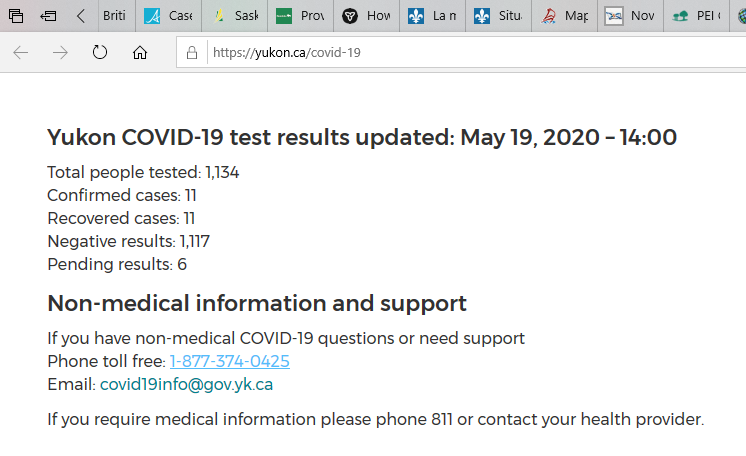 Briti
Case
Sask
Prov
How
La m
Situ
Map
Nov
PEI
https://yukon.ca/covid-19
Yukon COVID-19 test results updated: May 19, 2020 – 14:00
Total people tested: 1,134
Confirmed cases: 11
Recovered cases: 11
Negative results: 1,117
Pending results: 6
Non-medical information and support
If you have non-medical COVID-19 questions or need support
Phone toll free: 1-877-374-0425
Email: covid19info@gov.yk.ca
If you require medical information please phone 811 or contact your health provider.